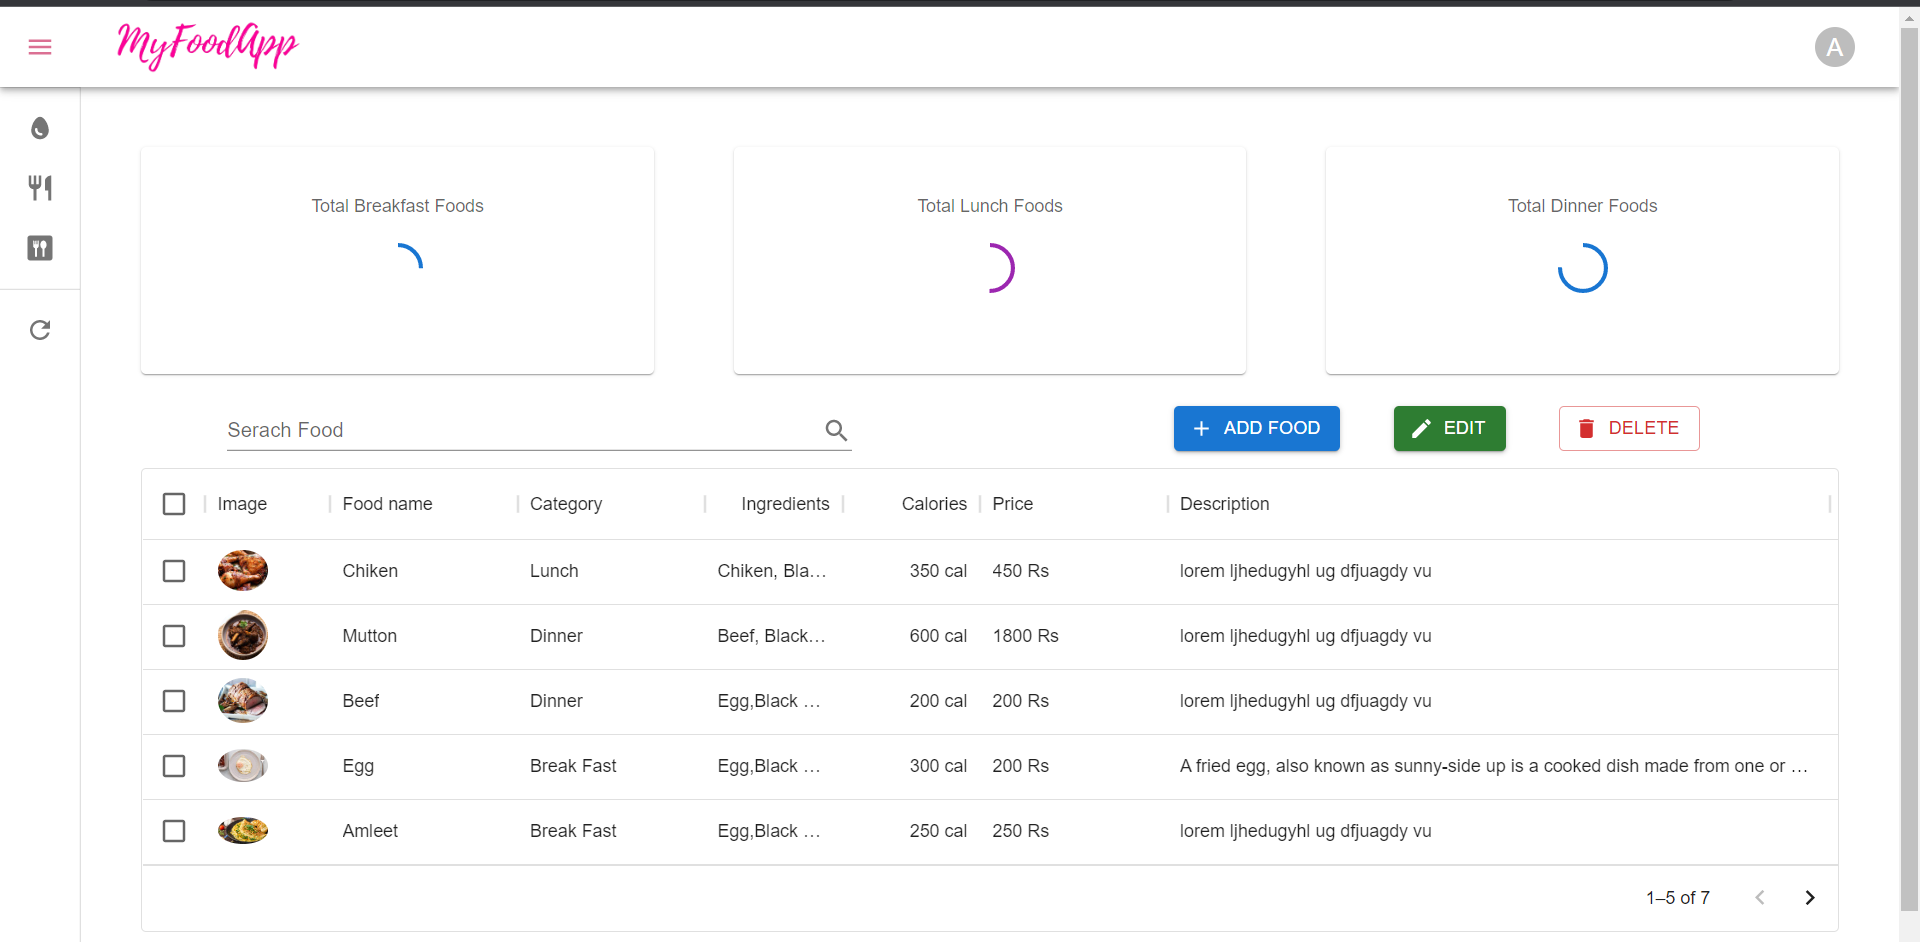 MyFoodApp
A
Total Breakfast Foods
Total Lunch Foods
Total Dinner Foods
Serach Food
ADD FOOD
EDIT
DELETE
Image Food name Category Ingredients Calories Price Description
Chiken Lunch Chiken, Bla... 350 cal 450 Rs lorem ljhedugyhl ug dfjuagdy vu
Mutton Dinner Beef, Black... 600 cal 1800 Rs lorem ljhedugyhl ug dfjuagdy vu
Beef Dinner Egg,Black ... 200 cal 200 Rs lorem ljhedugyhl ug dfjuagdy vu
Egg Break Fast Egg,Black ... 300 cal 200 Rs A fried egg, also known as sunny-side up is a cooked dish made from one or ...
Amleet Break Fast Egg,Black ... 250 cal 250 Rs lorem ljhedugyhl ug dfjuagdy vu
1–5 of 7